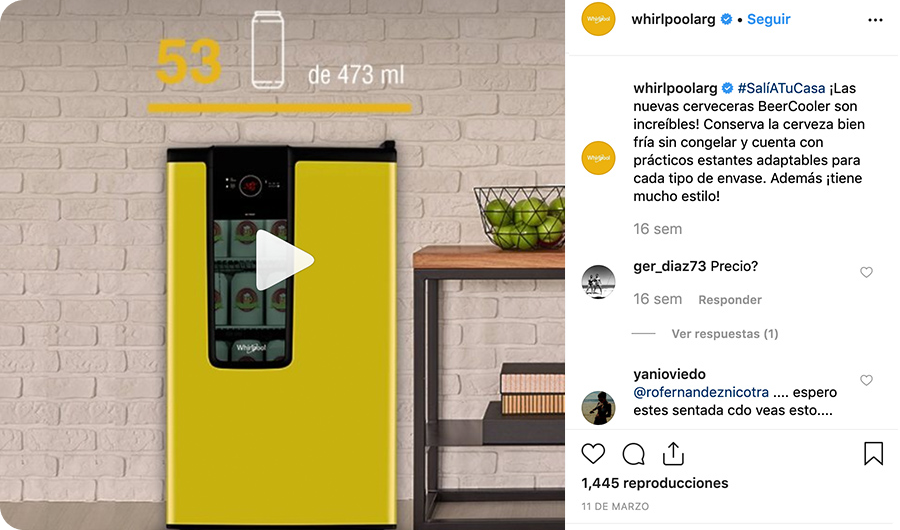 53
de 473 ml
Whirlpool
Whirlpool
whirlpoolarg • Seguir
Whirlpool
whirlpoolarg #SalíATuCasa ¡Las
nuevas cerveceras BeerCooler son
increíbles! Conserva la cerveza bien
fría sin congelar y cuenta con
prácticos estantes adaptables para
cada tipo de envase. Además ¡tiene
mucho estilo!
16 sem
ger_diaz73 Precio?
16 sem Responder
Ver respuestas (1)
yanioviedo
@rofernandeznicotra .... espero
estes sentada cdo veas esto....
1,445 reproducciones
11 DE MARZO